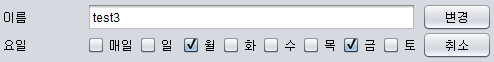 이름 test3 변경
요일 매일 일 월 화 수 목 금 토 취소